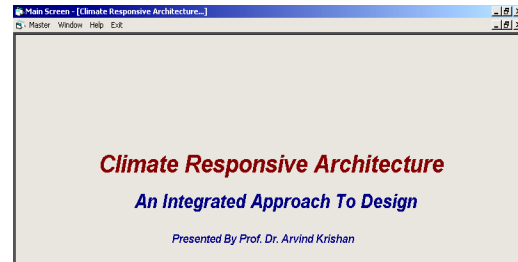 Main Screen - [Climate Responsive Architecture...]
Master Window Help Exit
Climate Responsive Architecture
An Integrated Approach To Design
Presented By Prof. Dr. Arvind Krishan